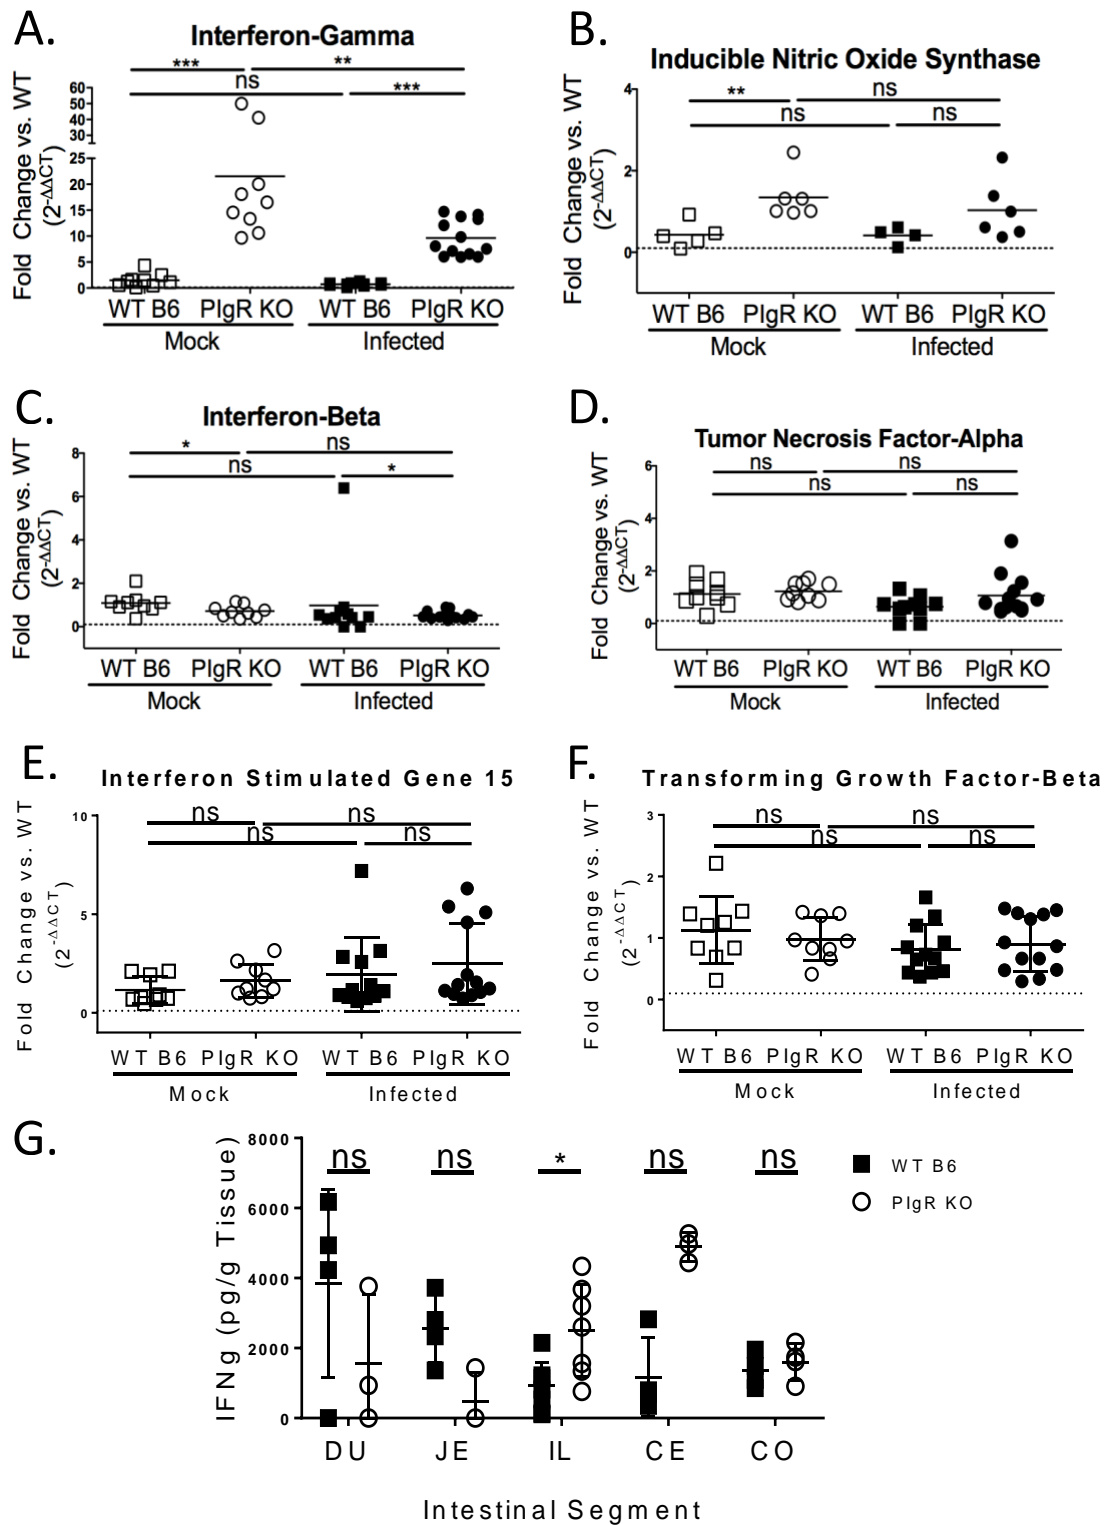 A.
Interferon-Gamma
Fold Change vs. WT
(2-ΔΔCT)
*** **
ns ***
60
50
40
30
25
20
15
10
5
0
WT B6 PIgR KO WT B6 PIgR KO
Mock Infected
B.
Inducible Nitric Oxide Synthase
Fold Change vs. WT
(2-ΔΔCT)
** ns
ns ns
4
2
0
WT B6 PIgR KO WT B6 PIgR KO
Mock Infected
C.
Interferon-Beta
Fold Change vs. WT
(2-ΔΔCT)
* ns
ns *
8
6
4
2
0
WT B6 PIgR KO WT B6 PIgR KO
Mock Infected
D.
Tumor Necrosis Factor-Alpha
Fold Change vs. WT
(2-ΔΔCT)
ns ns
ns ns
6
4
2
0
WT B6 PIgR KO WT B6 PIgR KO
Mock Infected
E.
Interferon Stimulated Gene 15
Fold Change vs. WT
(2-ΔΔCT)
ns ns
ns ns
10
5
0
WT B6 PIgR KO WT B6 PIgR KO
Mock Infected
F.
Transforming Growth Factor-Beta
Fold Change vs. WT
(2-ΔΔCT)
ns ns
ns ns
3
2
1
0
WT B6 PIgR KO WT B6 PIgR KO
Mock Infected
G.
IFNg (pg/g Tissue)
8000
6000
4000
2000
0
ns ns * ns ns
WT B6
PIgR KO
DU JE IL CE CO
Intestinal Segment